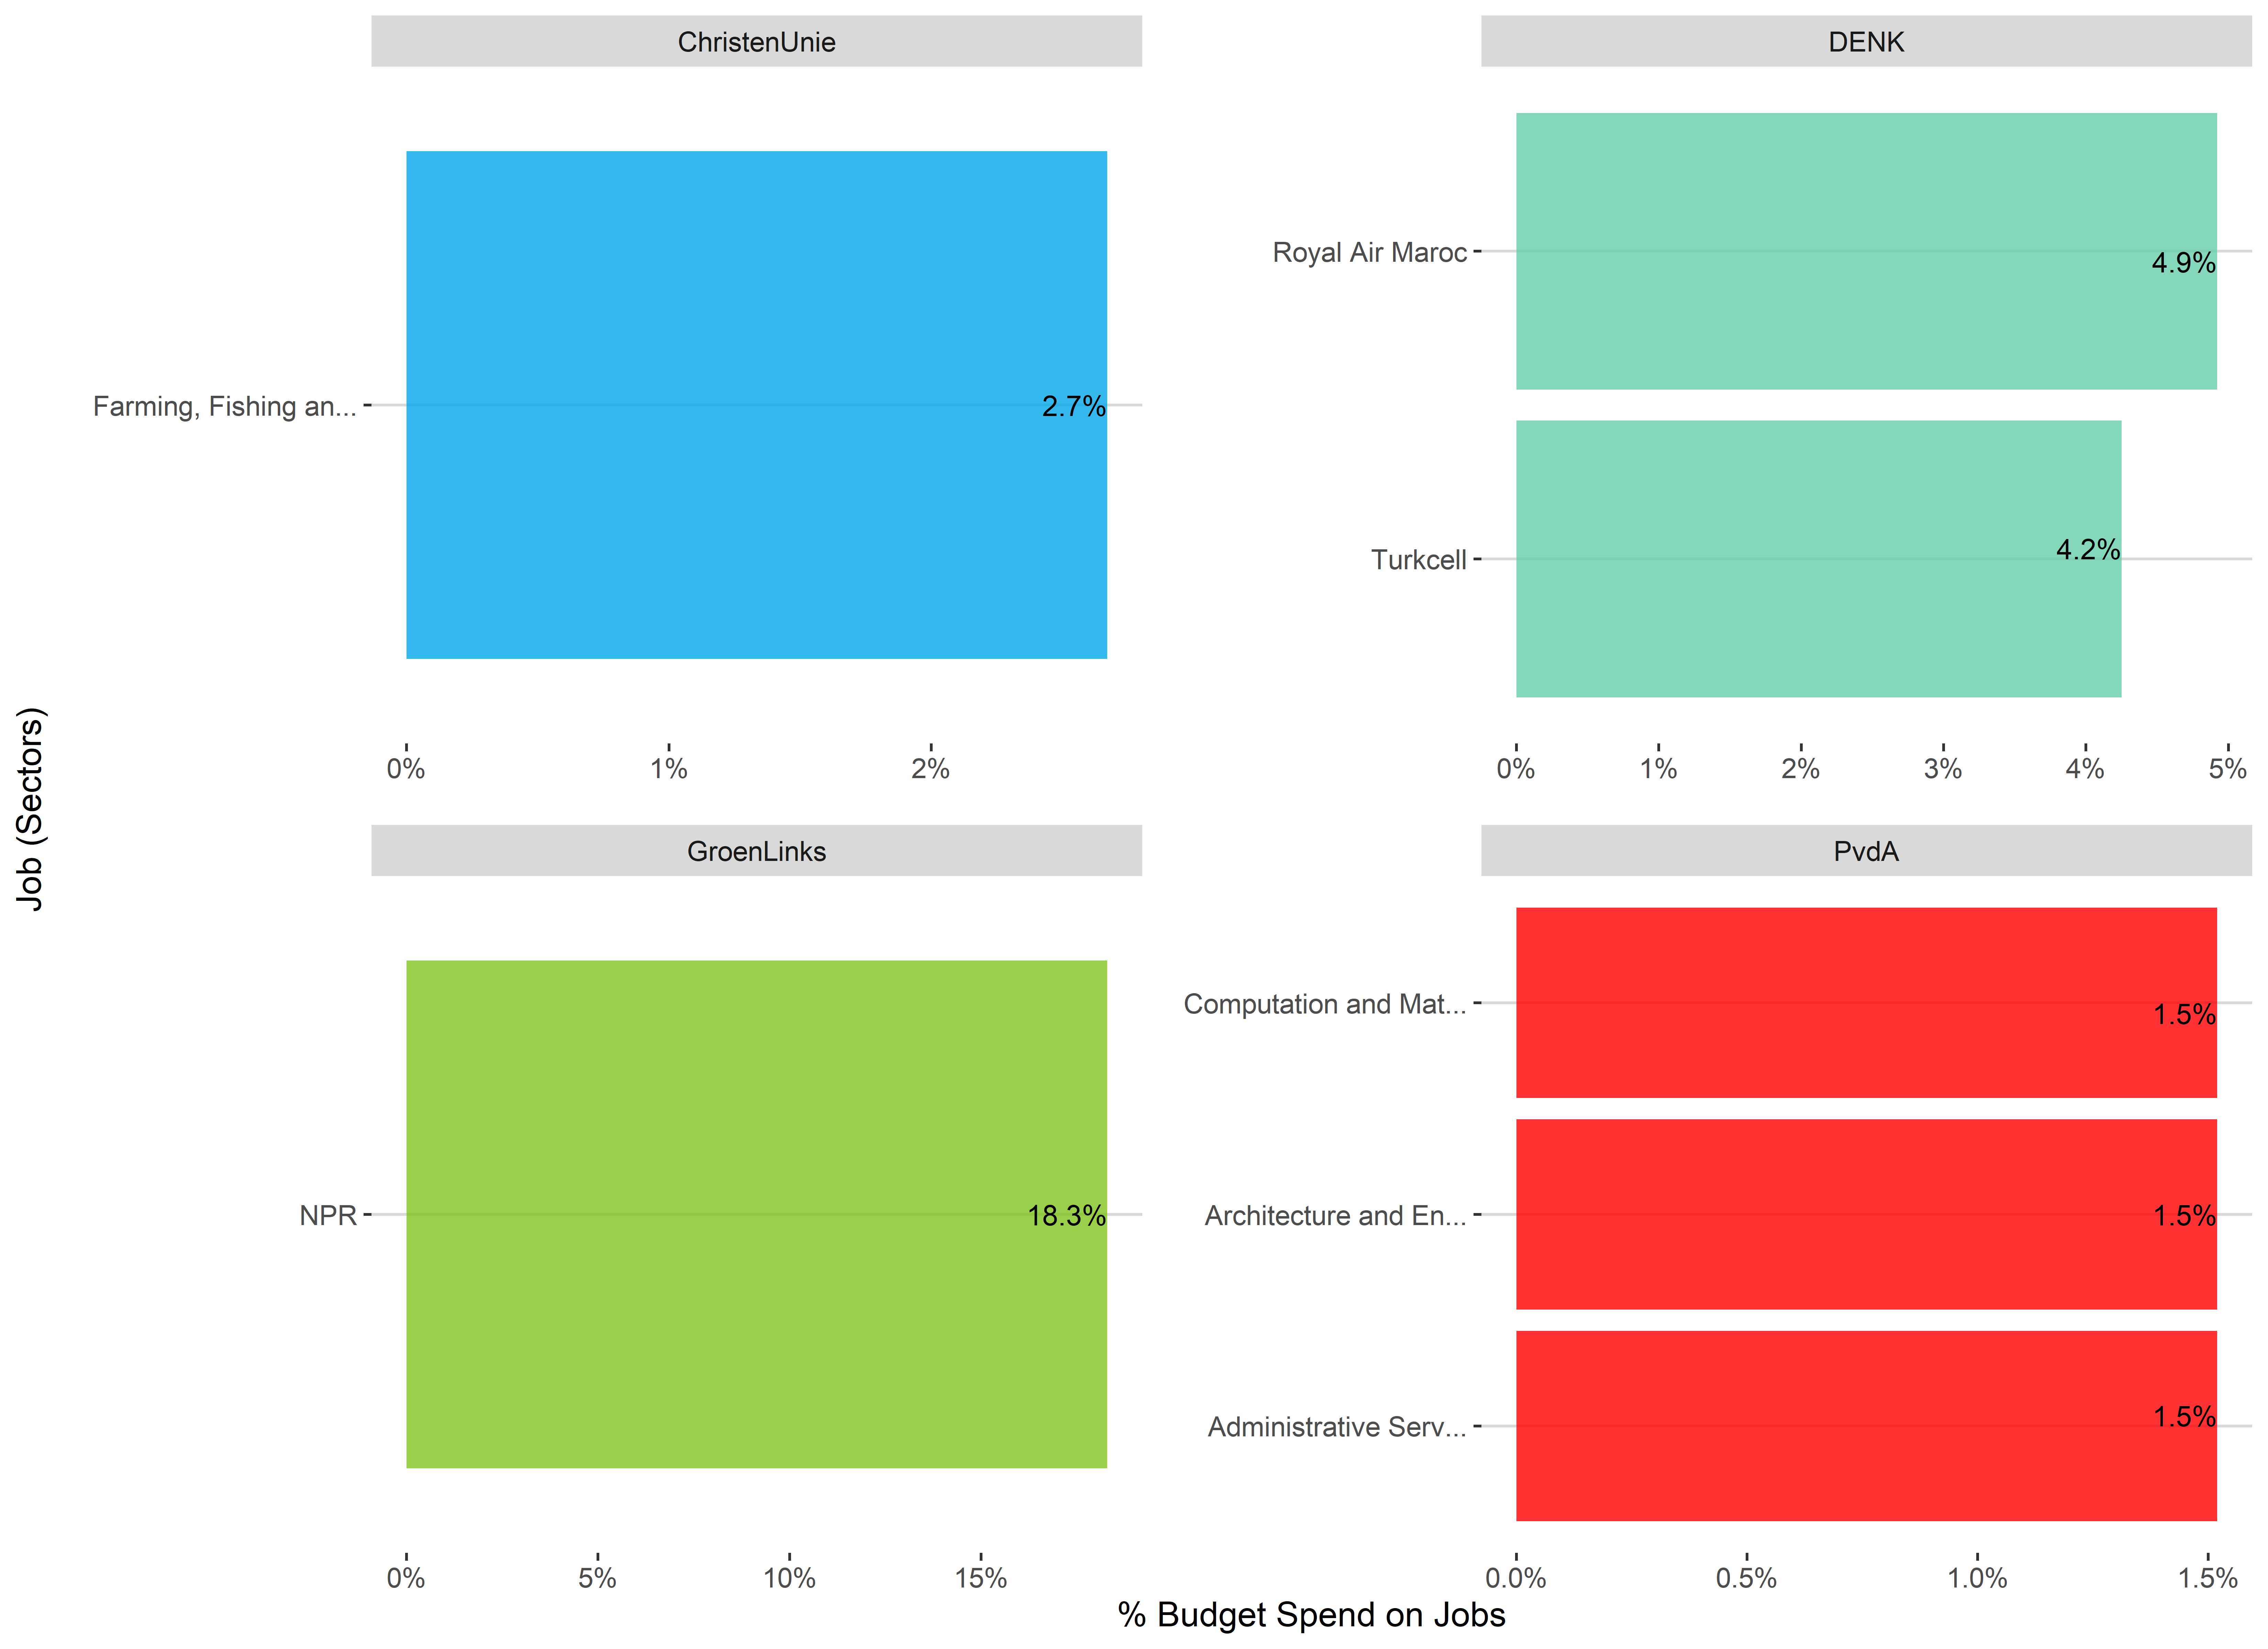 ChristenUnie
DENK
Farming, Fishing an...
2.7%
0%
1%
2%
Royal Air Maroc
4.9%
Turkcell
4.2%
0%
1%
2%
3%
4%
5%
GroenLinks
PvdA
NPR
18.3%
0%
5%
10%
15%
Computation and Mat...
1.5%
Architecture and En...
1.5%
Administrative Serv...
1.5%
0.0%
0.5%
1.0%
1.5%
Job (Sectors)
% Budget Spend on Jobs